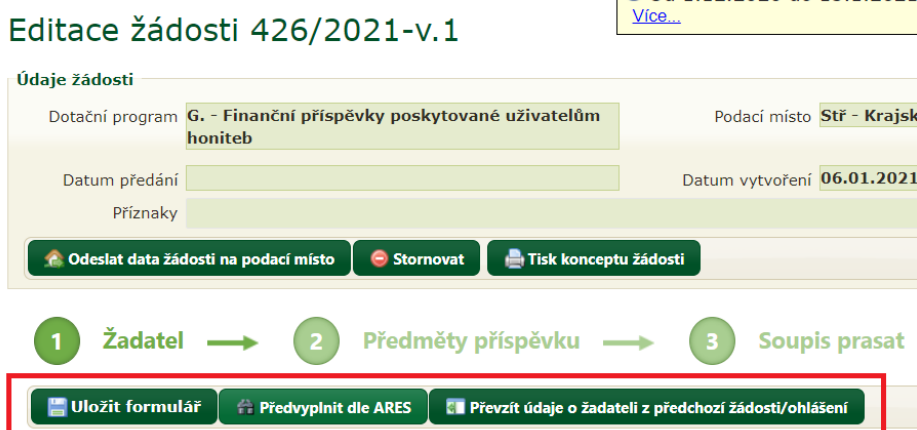 Více...
Editace žádosti 426/2021-v.1
Údaje žádosti
Dotační program G. - Finanční příspěvky poskytované uživatelům honiteb
Podací místo Stř - Krajsk
Datum předání
Datum vytvoření 06.01.2021
Příznaky
Odeslat data žádosti na podací místo Stornovat Tisk konceptu žádosti
1 Žadatel 2 Předměty příspěvku 3 Soupis prasat
Uložit formulář Předvyplnit dle ARES Převzít údaje o žadateli z předchozí žádosti/ohlášení